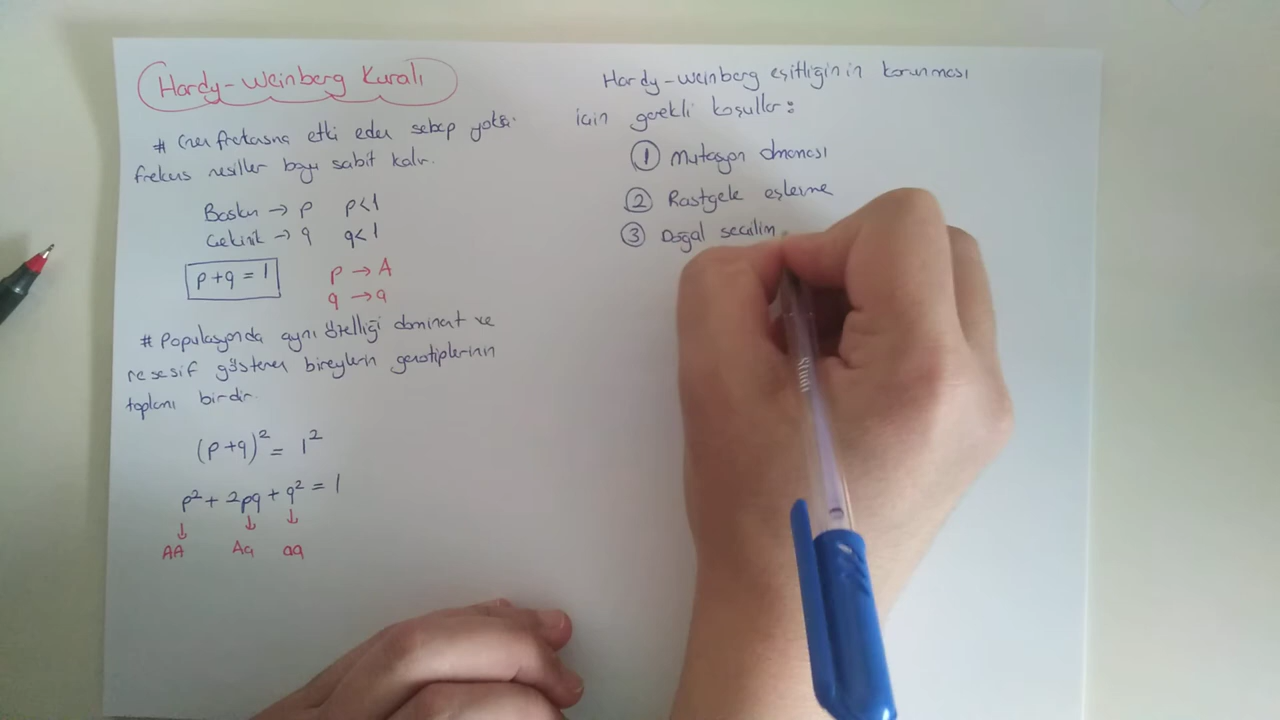 Hardy-Weinberg Kuralı
# Gen frekansına etki eden sebep yoksa
frekans nesiller boyu sabit kalır.
Baskın → p p<1
Çekinik → q q<1
p+q = 1
p → A
q → a
# Populasyonda aynı özelliği dominant ve
resesif gösteren bireylerin genotiplerinin
toplamı birdir.
(p+q)² = 1²
p² + 2pq + q² = 1
↓ ↓ ↓
AA Aa aa
Hardy-Weinberg eşitliğinin korunması
için gerekli koşullar:
① Mutasyon olmaması
② Rastgele eşleşme
③ Doğal seçilim